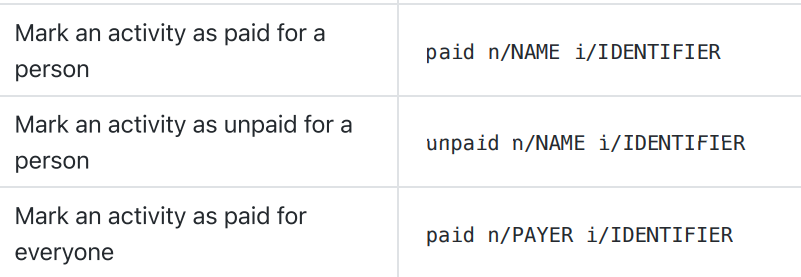 Mark an activity as paid for a
person
paid n/NAME i/IDENTIFIER
Mark an activity as unpaid for a
person
unpaid n/NAME i/IDENTIFIER
Mark an activity as paid for
everyone
paid n/PAYER i/IDENTIFIER